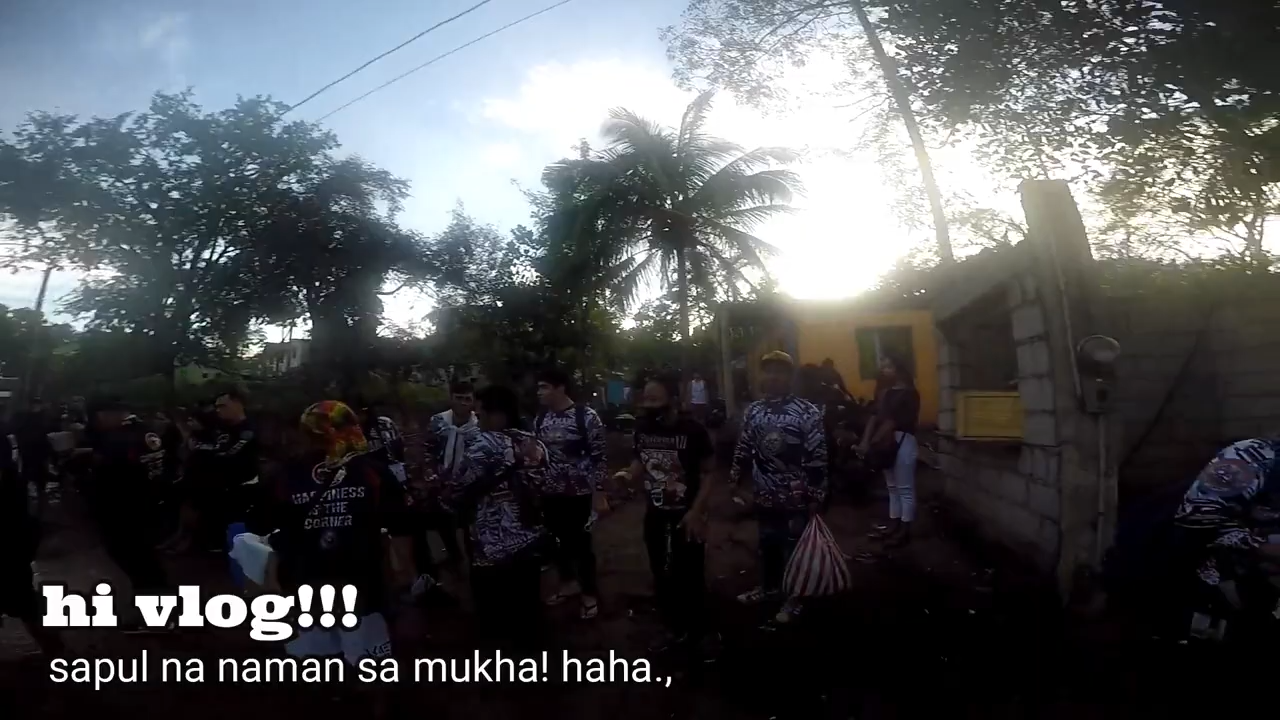 HAPPINESS
IS THE
CORNER
hi vlog!!!
sapul na naman sa mukha! haha.,